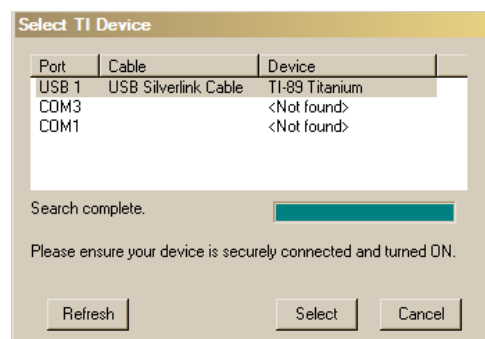 Select TI Device
Port Cable Device
USB 1 USB Silverlink Cable TI-89 Titanium
COM3 <Not found>
COM1 <Not found>
Search complete.
Please ensure your device is securely connected and turned ON.
Refresh Select Cancel